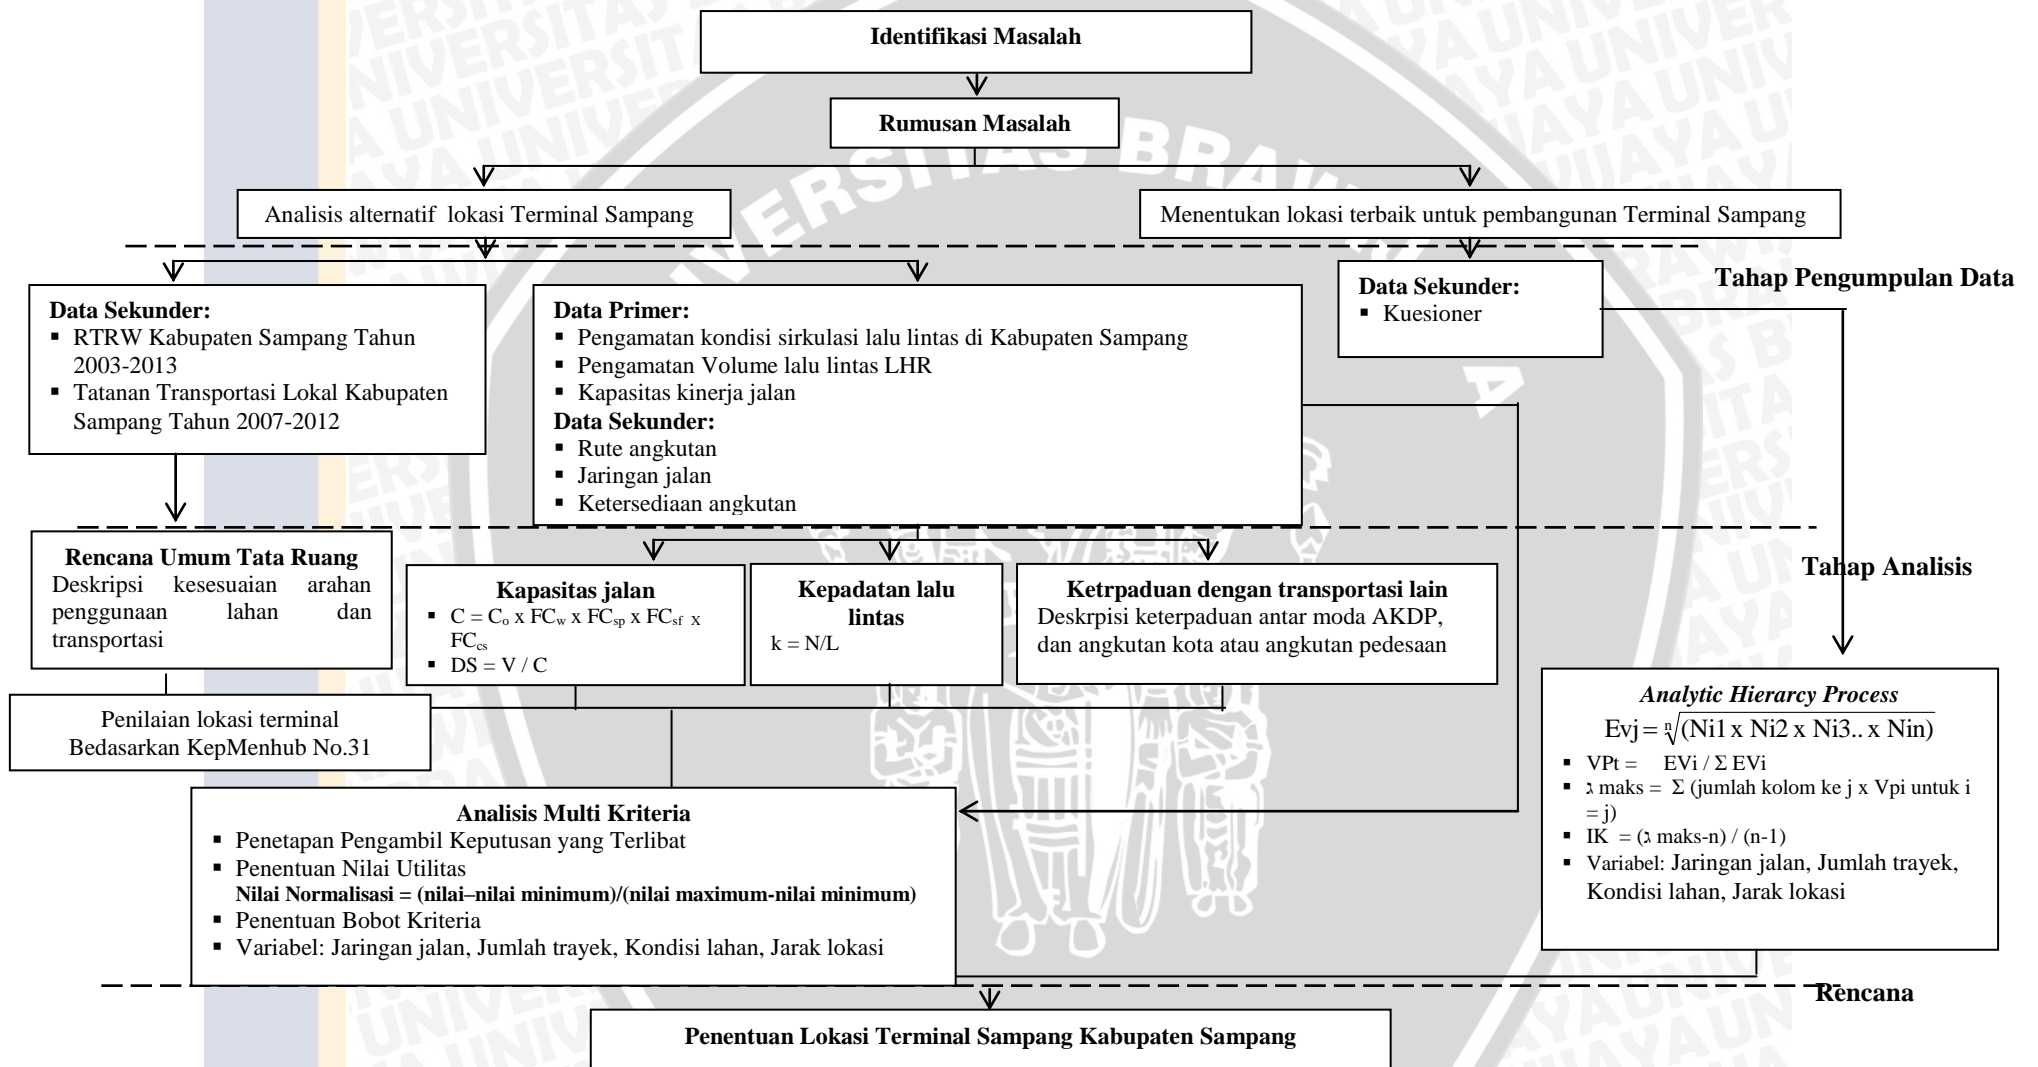 Identifikasi Masalah
Rumusan Masalah
Analisis alternatif lokasi Terminal Sampang
Menentukan lokasi terbaik untuk pembangunan Terminal Sampang
Tahap Pengumpulan Data
Data Sekunder:
▪ RTRW Kabupaten Sampang Tahun
2003-2013
▪ Tatanan Transportasi Lokal Kabupaten
Sampang Tahun 2007-2012
Data Primer:
▪ Pengamatan kondisi sirkulasi lalu lintas di Kabupaten Sampang
▪ Pengamatan Volume lalu lintas LHR
▪ Kapasitas kinerja jalan
Data Sekunder:
▪ Rute angkutan
▪ Jaringan jalan
▪ Ketersediaan angkutan
Data Sekunder:
▪ Kuesioner
Tahap Analisis
Rencana Umum Tata Ruang
Deskripsi kesesuaian arahan
penggunaan lahan dan
transportasi
Kapasitas jalan
▪ C = Co x FCw x FCsp x FCsf x
FCcs
▪ DS = V / C
Kepadatan lalu
lintas
k = N/L
Ketrpaduan dengan transportasi lain
Deskrpisi keterpaduan antar moda AKDP,
dan angkutan kota atau angkutan pedesaan
Penilaian lokasi terminal
Bedasarkan KepMenhub No.31
Analytic Hierarcy Process
Evj = ⁿ√(Ni1 x Ni2 x Ni3.. x Nin)
▪ VPt = EVi / Σ EVi
▪ λ maks = Σ (jumlah kolom ke j x Vpi untuk i
= j)
▪ IK = (λ maks-n) / (n-1)
▪ Variabel: Jaringan jalan, Jumlah trayek,
Kondisi lahan, Jarak lokasi
Analisis Multi Kriteria
▪ Penetapan Pengambil Keputusan yang Terlibat
▪ Penentuan Nilai Utilitas
Nilai Normalisasi = (nilai–nilai minimum)/(nilai maximum-nilai minimum)
▪ Penentuan Bobot Kriteria
▪ Variabel: Jaringan jalan, Jumlah trayek, Kondisi lahan, Jarak lokasi
Rencana
Penentuan Lokasi Terminal Sampang Kabupaten Sampang